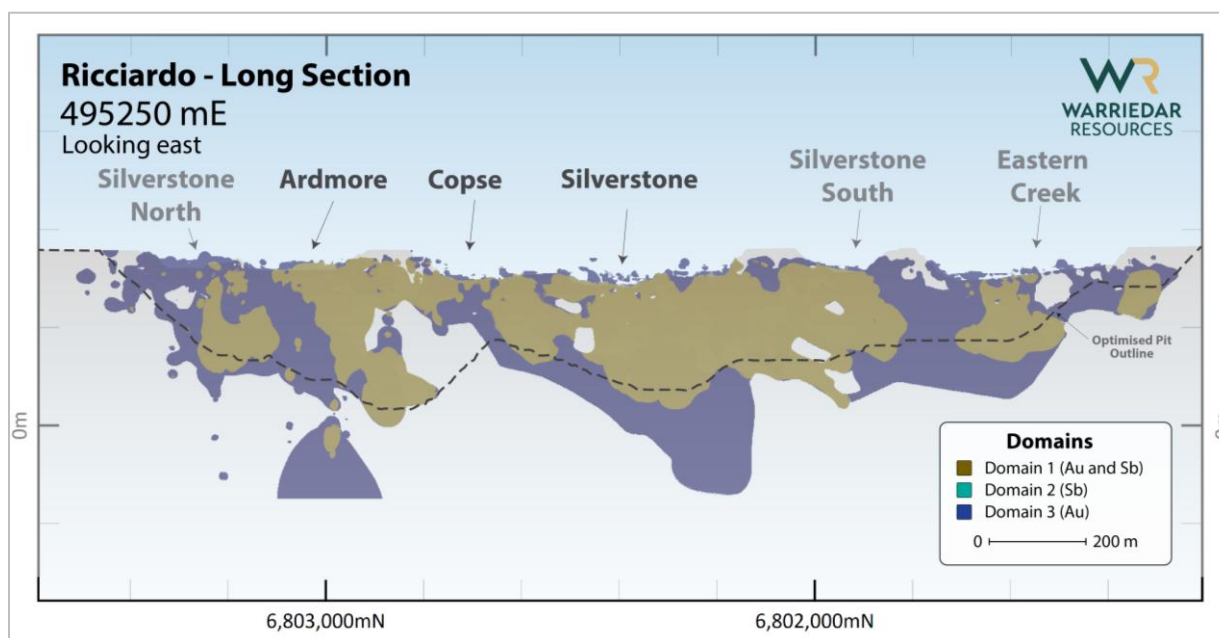 Ricciardo - Long Section
495250 mE
Looking east
WR
WARRIEDAR
RESOURCES
Silverstone
North
Ardmore
Copse
Silverstone
Silverstone
South
Eastern
Creek
Optimised Pit
Outline
0m
Domains
Domain 1 (Au and Sb)
Domain 2 (Sb)
Domain 3 (Au)
0
200 m
6,803,000mN
6,802,000mN